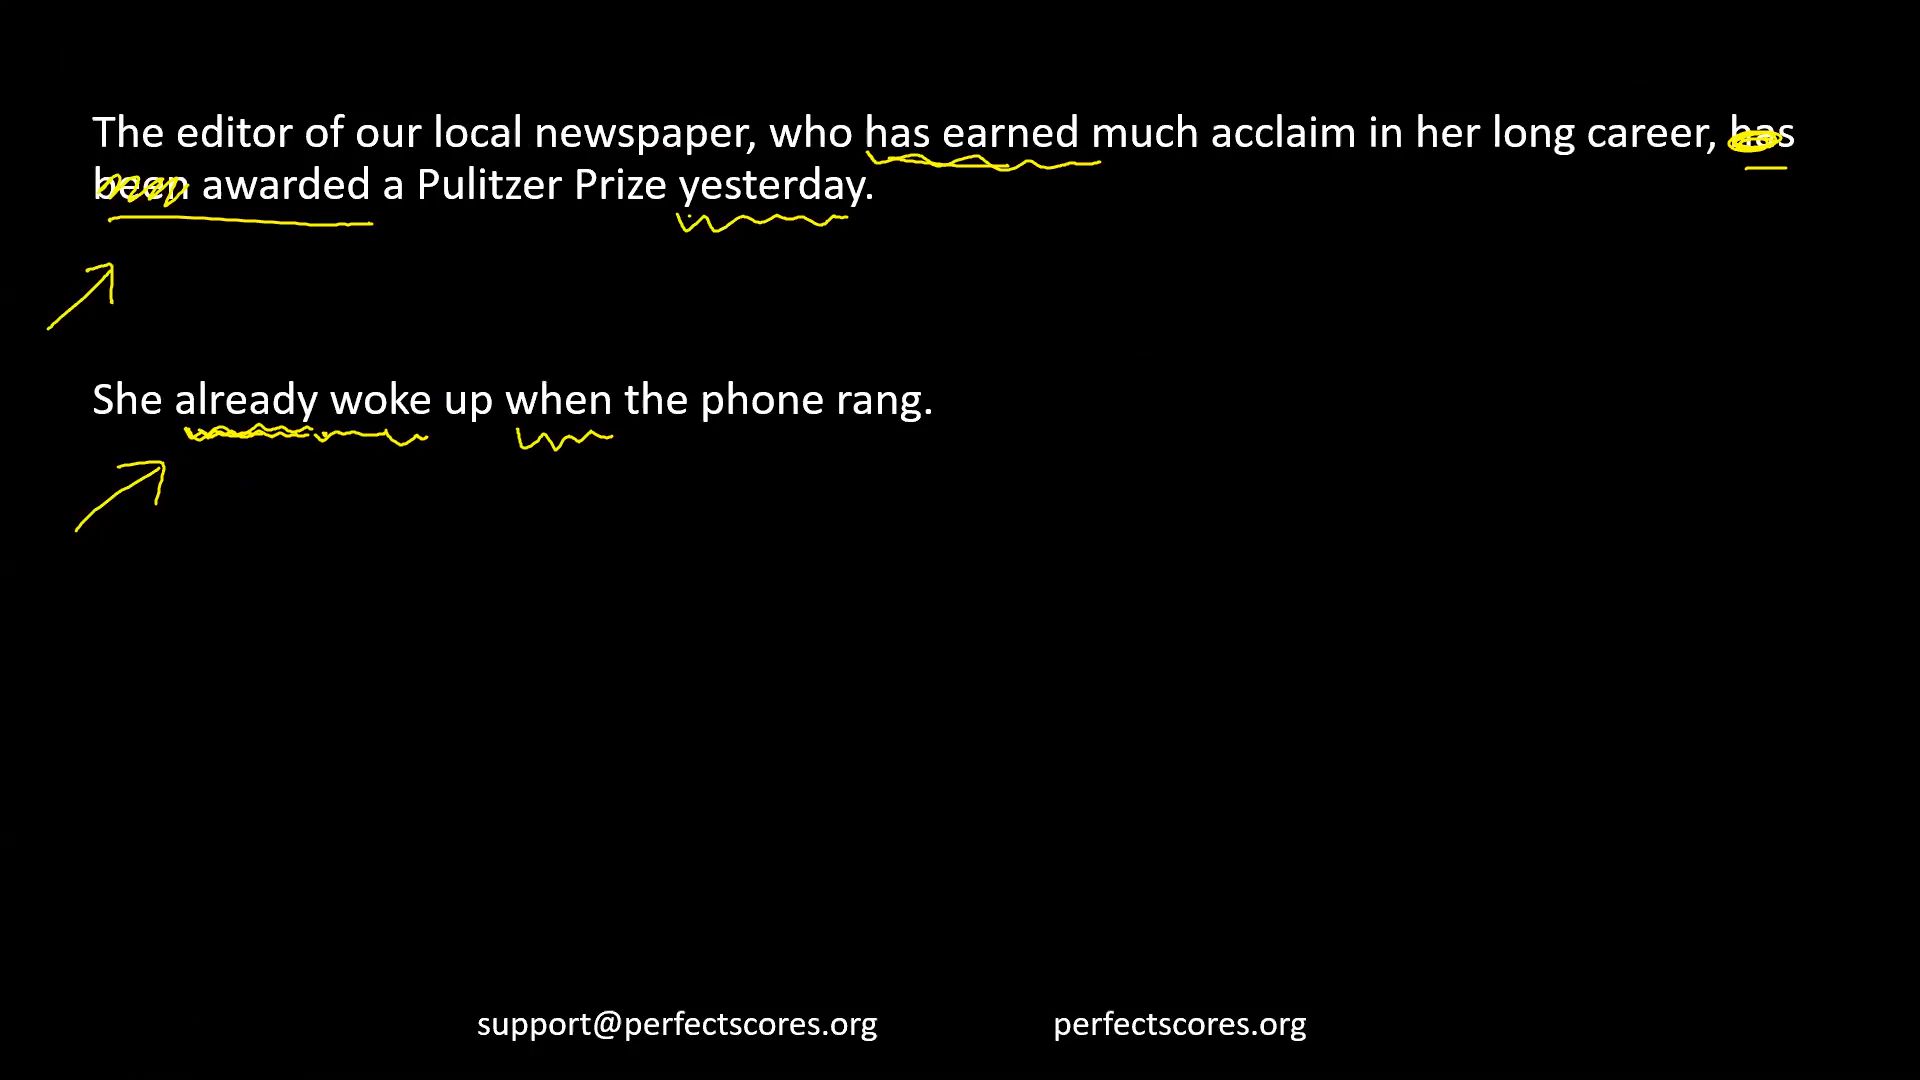 The editor of our local newspaper, who has earned much acclaim in her long career, has
been awarded a Pulitzer Prize yesterday.
She already woke up when the phone rang.
support@perfectscores.org perfectscores.org